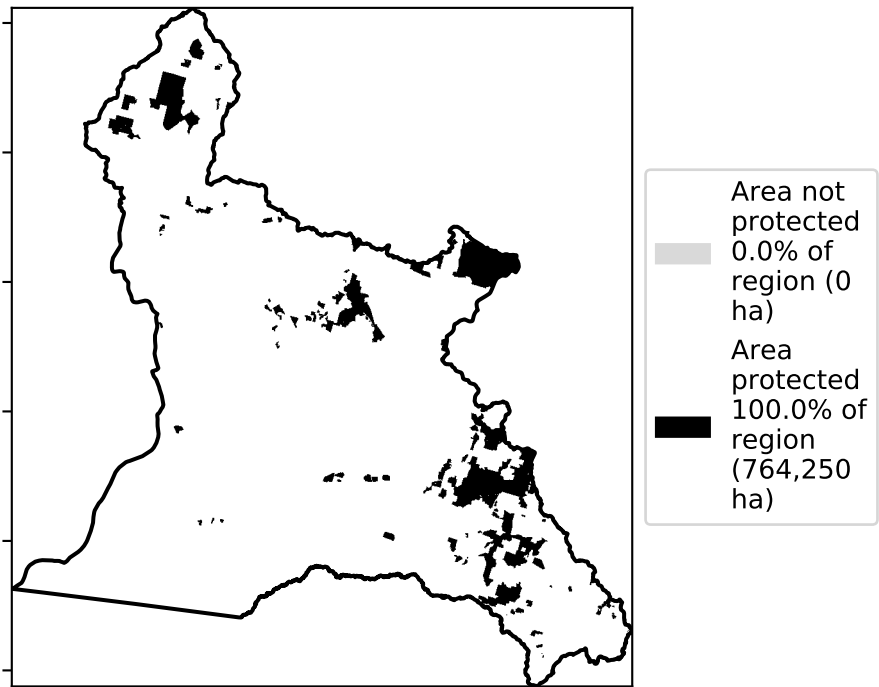 Area not
protected
0.0% of
region (0
ha)
Area
protected
100.0% of
region
(764,250
ha)